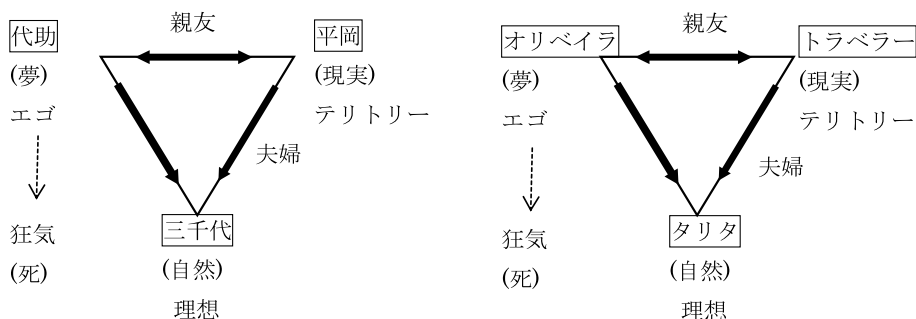 親友
代助
平岡
(夢)
(現実)
エゴ
テリトリー
夫婦
狂気
三千代
(死)
(自然)
理想
親友
オリベイラ
トラベラー
(夢)
(現実)
エゴ
テリトリー
夫婦
狂気
タリタ
(死)
(自然)
理想